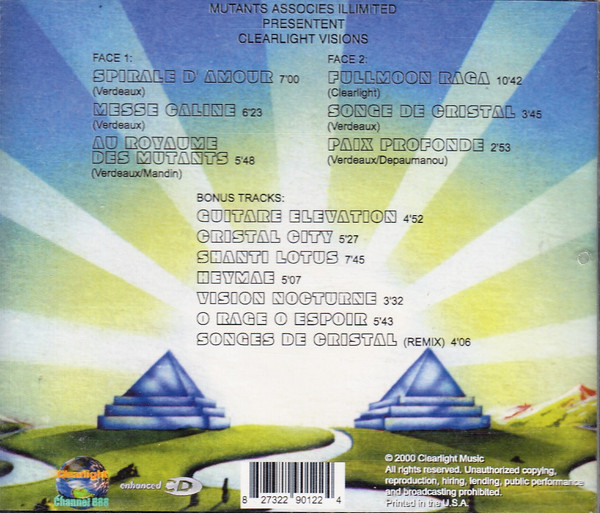 MUTANTS ASSOCIES ILLIMITED
PRESENTENT
CLEARLIGHT VISIONS
FACE 1:
SPIRALE D' AMOUR 7'00
(Verdeaux)
MESSE CALINE 6'23
(Verdeaux)
AU ROYAUME
DES MUTANTS 5'48
(Verdeaux/Mandin)
FACE 2:
FULLMOON RAGA 10'42
(Clearlight)
SONGE DE CRISTAL 3'45
(Verdeaux)
PAIX PROFONDE 2'53
(Verdeaux/Depaumanou)
BONUS TRACKS:
GUITARE ELEVATION 4'52
CRISTAL CITY 5'27
SHANTI LOTUS 7'45
HEYMAE 5'07
VISION NOCTURNE 3'32
O RAGE O ESPOIR 5'43
SONGES DE CRISTAL (REMIX) 4'06
Clearlight
Channel 888
enhanced CD
8 27322 90122 4
© 2000 Clearlight Music
All rights reserved. Unauthorized copying,
reproduction, hiring, lending, public performance
and broadcasting prohibited.
Printed in the U.S.A.